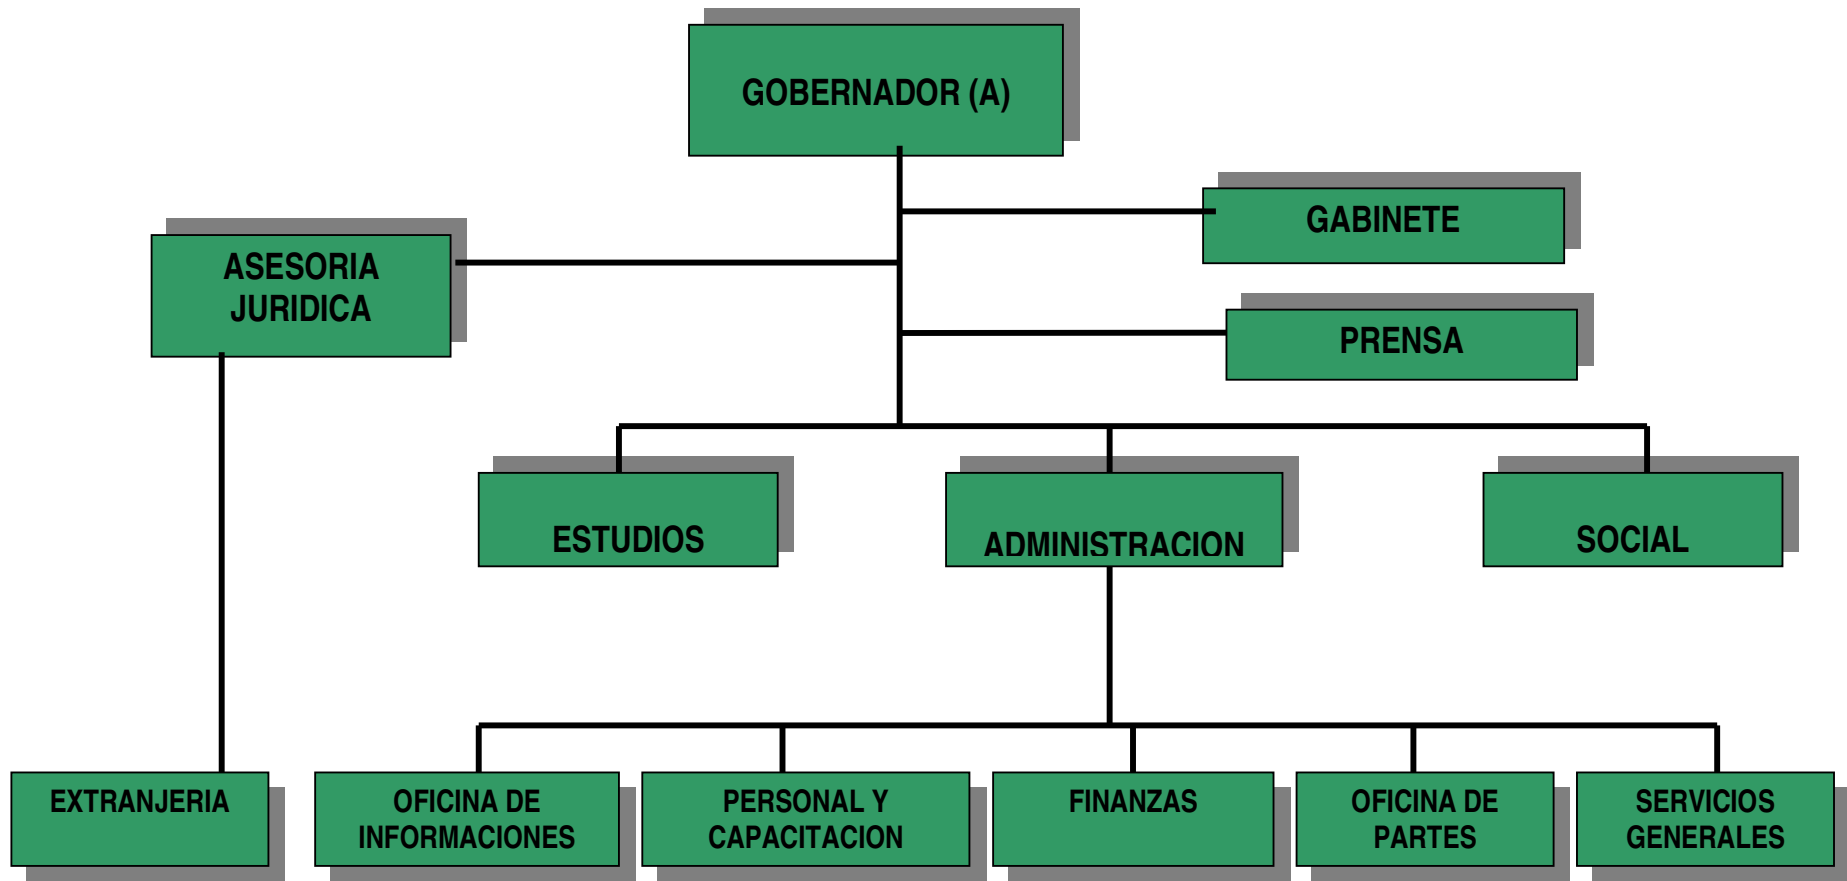 GOBERNADOR (A)
GABINETE
ASESORIA
JURIDICA
PRENSA
ESTUDIOS
ADMINISTRACION
SOCIAL
EXTRANJERIA
OFICINA DE
INFORMACIONES
PERSONAL Y
CAPACITACION
FINANZAS
OFICINA DE
PARTES
SERVICIOS
GENERALES